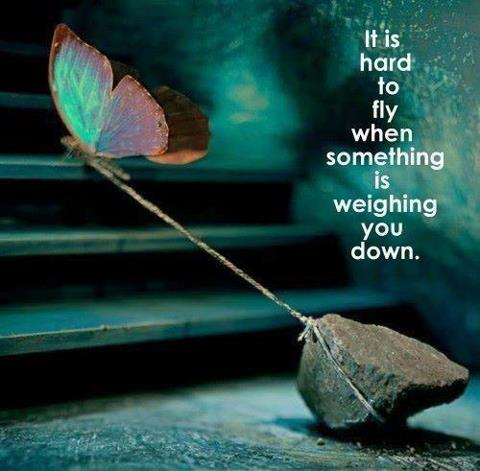 It is
hard
to
fly
when
something
is
weighing
you
down.